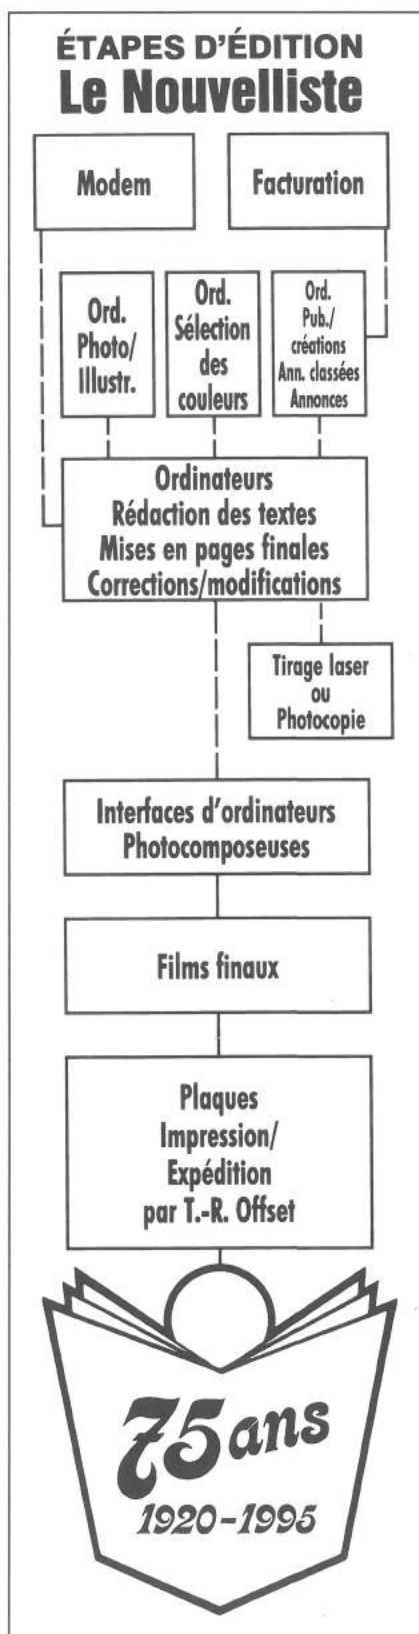 ÉTAPES D'ÉDITION
Le Nouvelliste
Modem
Facturation
Ord.
Photo/
Illustr.
Ord.
Sélection
des
couleurs
Ord.
Pub./
créations
Ann. classées
Annonces
Ordinateurs
Rédaction des textes
Mises en pages finales
Corrections/modifications
Tirage laser
ou
Photocopie
Interfaces d'ordinateurs
Photocomposeuses
Films finaux
Plaques
Impression/
Expédition
par T.-R. Offset
75 ans
1920-1995